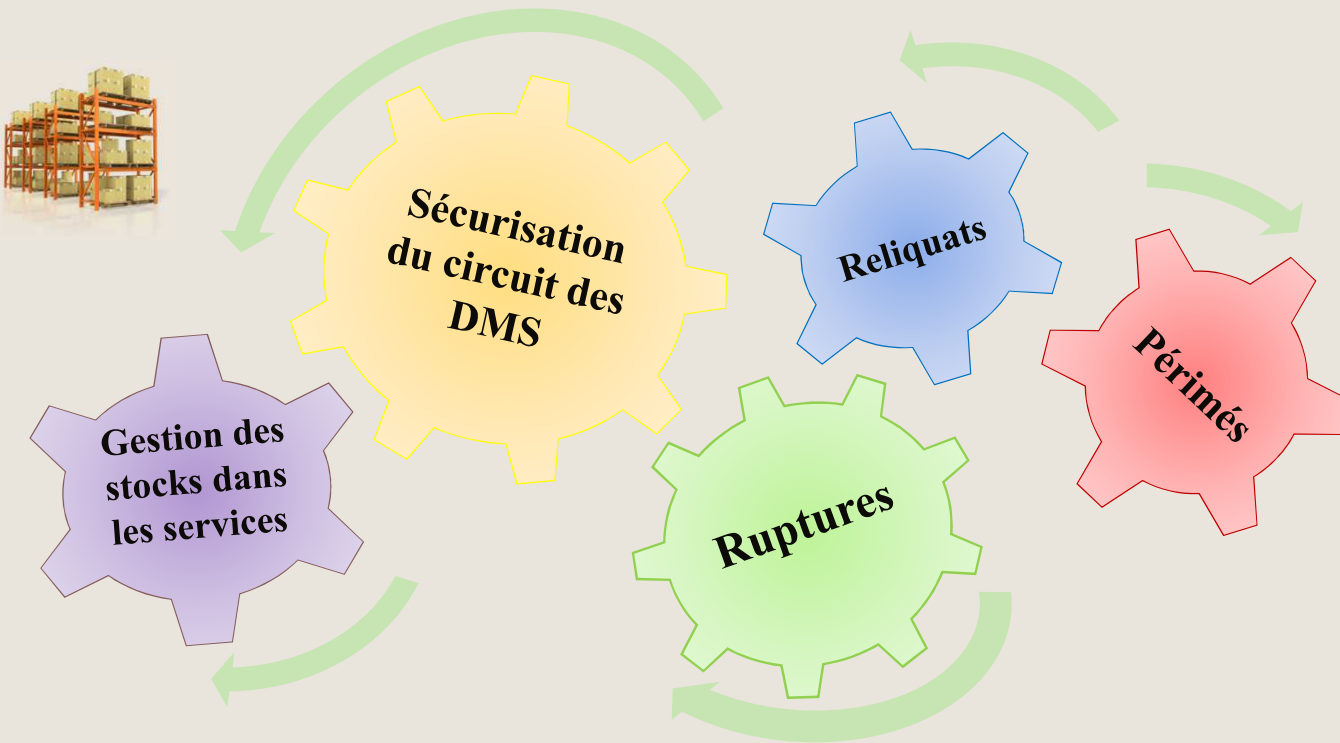 Sécurisation
du circuit des
DMS
Reliquats
Périmés
Gestion des
stocks dans
les services
Ruptures